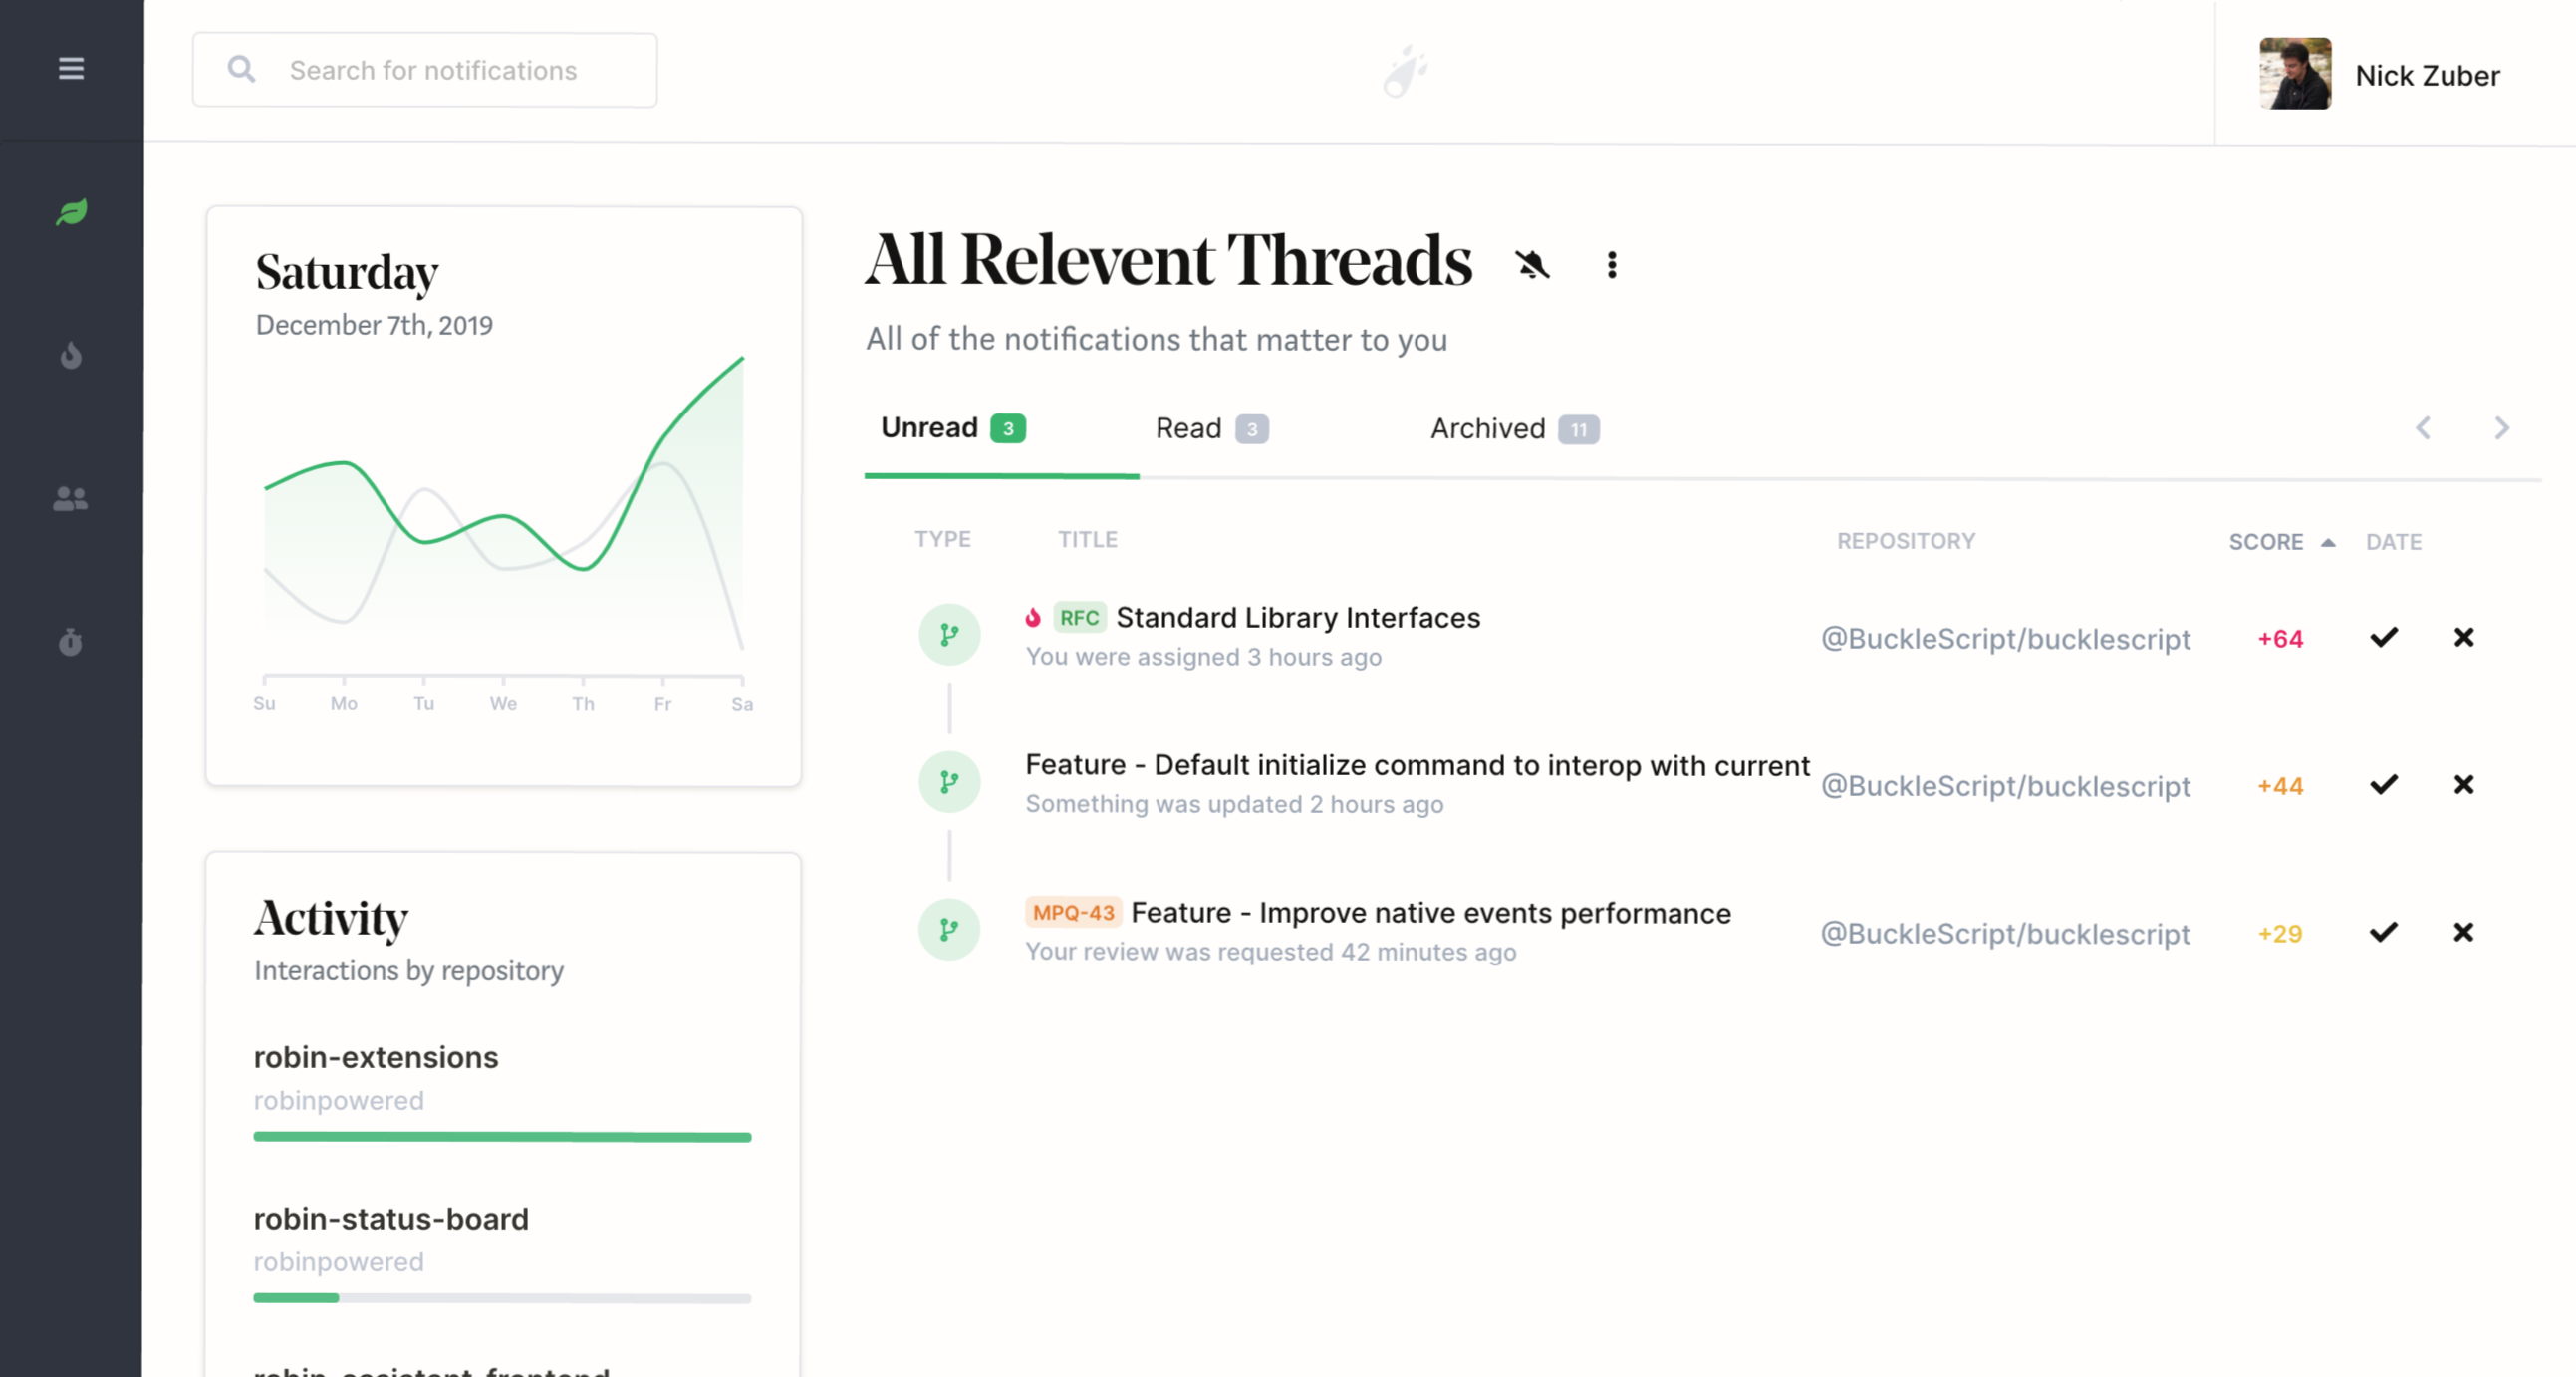 Search for notifications
Nick Zuber
Saturday
December 7th, 2019
Su Mo Tu We Th Fr Sa
Activity
Interactions by repository
robin-extensions
robinpowered
robin-status-board
robinpowered
All Relevent Threads
All of the notifications that matter to you
Unread 3 Read 3 Archived 11
TYPE TITLE REPOSITORY SCORE DATE
RFC Standard Library Interfaces
You were assigned 3 hours ago
@BuckleScript/bucklescript +64
Feature - Default initialize command to interop with current
Something was updated 2 hours ago
@BuckleScript/bucklescript +44
MPQ-43 Feature - Improve native events performance
Your review was requested 42 minutes ago
@BuckleScript/bucklescript +29